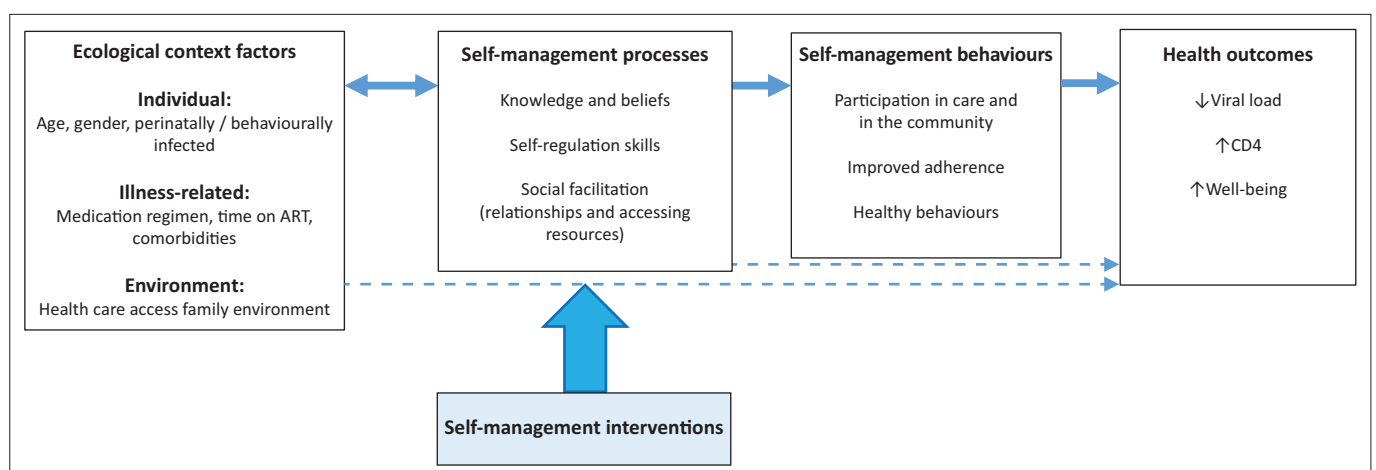 Ecological context factors
Individual:
Age, gender, perinatally / behaviourally
infected
Illness-related:
Medication regimen, time on ART,
comorbidities
Environment:
Health care access family environment
Self-management processes
Knowledge and beliefs
Self-regulation skills
Social facilitation
(relationships and accessing
resources)
Self-management behaviours
Participation in care and
in the community
Improved adherence
Healthy behaviours
Health outcomes
↓Viral load
↑CD4
↑Well-being
Self-management interventions